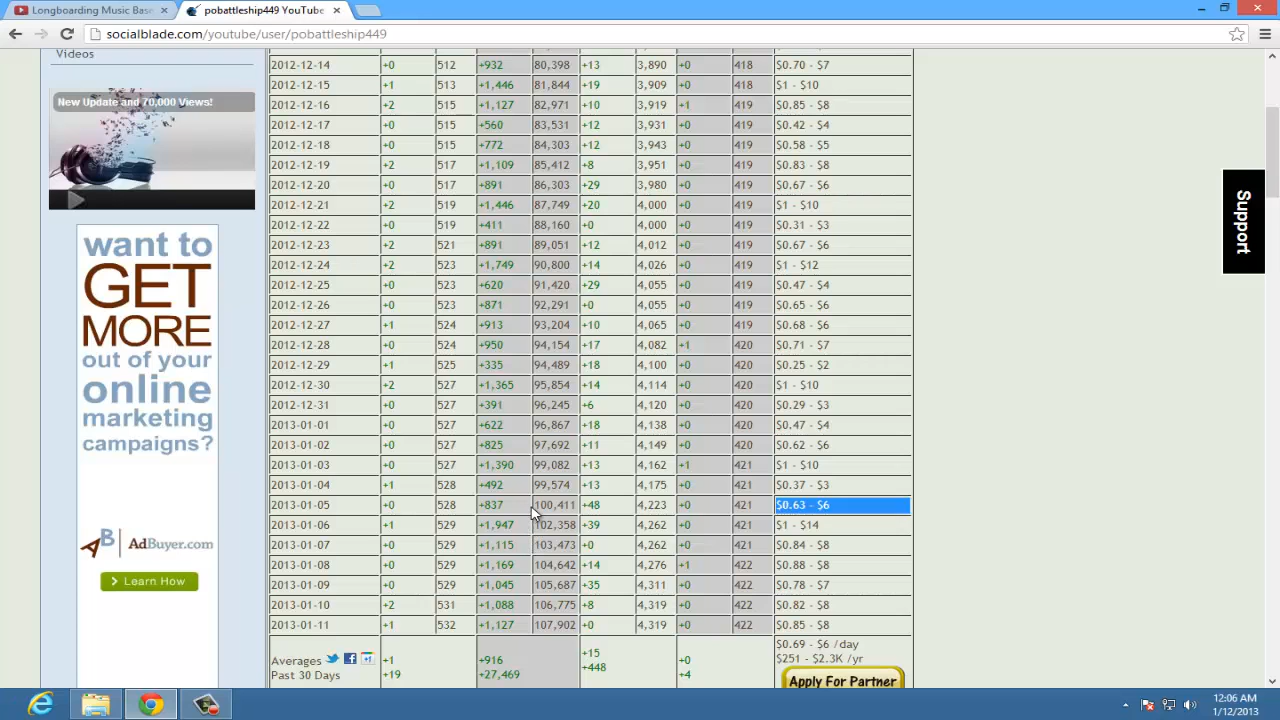 Longboarding Music Base
pobattleship449 YouTube
socialblade.com/youtube/user/pobattleship449
Videos
New Update and 70,000 Views!
want to
GET
MORE
out of your
online
marketing
campaigns?
AB AdBuyer.com
> Learn How
2012-12-14 +0 512 +932 80,398 +13 3,890 +0 418 $0.70 - $7
2012-12-15 +1 513 +1,446 81,844 +19 3,909 +0 418 $1 - $10
2012-12-16 +2 515 +1,127 82,971 +10 3,919 +1 419 $0.85 - $8
2012-12-17 +0 515 +560 83,531 +12 3,931 +0 419 $0.42 - $4
2012-12-18 +0 515 +772 84,303 +12 3,943 +0 419 $0.58 - $5
2012-12-19 +2 517 +1,109 85,412 +8 3,951 +0 419 $0.83 - $8
2012-12-20 +0 517 +891 86,303 +29 3,980 +0 419 $0.67 - $6
2012-12-21 +2 519 +1,446 87,749 +20 4,000 +0 419 $1 - $10
2012-12-22 +0 519 +411 88,160 +0 4,000 +0 419 $0.31 - $3
2012-12-23 +2 521 +891 89,051 +12 4,012 +0 419 $0.67 - $6
2012-12-24 +2 523 +1,749 90,800 +14 4,026 +0 419 $1 - $12
2012-12-25 +0 523 +620 91,420 +29 4,055 +0 419 $0.47 - $4
2012-12-26 +0 523 +871 92,291 +0 4,055 +0 419 $0.65 - $6
2012-12-27 +1 524 +913 93,204 +10 4,065 +0 419 $0.68 - $6
2012-12-28 +0 524 +950 94,154 +17 4,082 +1 420 $0.71 - $7
2012-12-29 +1 525 +335 94,489 +18 4,100 +0 420 $0.25 - $2
2012-12-30 +2 527 +1,365 95,854 +14 4,114 +0 420 $1 - $10
2012-12-31 +0 527 +391 96,245 +6 4,120 +0 420 $0.29 - $3
2013-01-01 +0 527 +622 96,867 +18 4,138 +0 420 $0.47 - $4
2013-01-02 +0 527 +825 97,692 +11 4,149 +0 420 $0.62 - $6
2013-01-03 +0 527 +1,390 99,082 +13 4,162 +1 421 $1 - $10
2013-01-04 +1 528 +492 99,574 +13 4,175 +0 421 $0.37 - $3
2013-01-05 +0 528 +837 100,411 +48 4,223 +0 421 $0.63 - $6
2013-01-06 +1 529 +1,947 102,358 +39 4,262 +0 421 $1 - $14
2013-01-07 +0 529 +1,115 103,473 +0 4,262 +0 421 $0.84 - $8
2013-01-08 +0 529 +1,169 104,642 +14 4,276 +1 422 $0.88 - $8
2013-01-09 +0 529 +1,045 105,687 +35 4,311 +0 422 $0.78 - $7
2013-01-10 +2 531 +1,088 106,775 +8 4,319 +0 422 $0.82 - $8
2013-01-11 +1 532 +1,127 107,902 +0 4,319 +0 422 $0.85 - $8
Averages +1 +916 +15 +0 $0.69 - $6 /day
Past 30 Days +19 +27,469 +448 +4 $251 - $2.3K /yr
Apply For Partner
Support
12:06 AM
1/12/2013